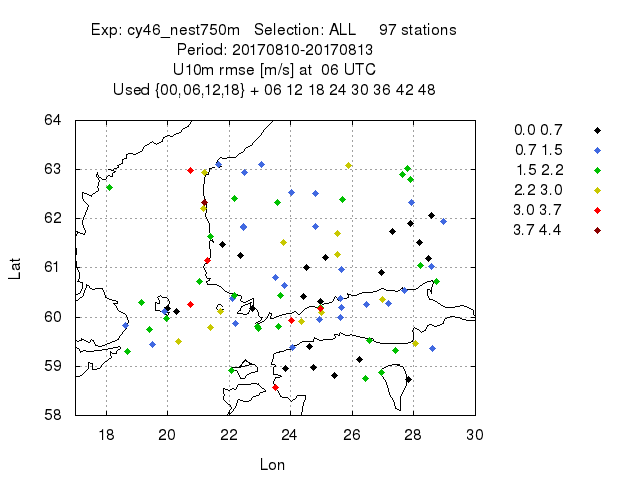 Exp: cy46_nest750m Selection: ALL 97 stations
Period: 20170810-20170813
U10m rmse [m/s] at 06 UTC
Used {00,06,12,18} + 06 12 18 24 30 36 42 48
64
63
62
61
60
59
58
Lat
18 20 22 24 26 28 30
Lon
0.0 0.7
0.7 1.5
1.5 2.2
2.2 3.0
3.0 3.7
3.7 4.4